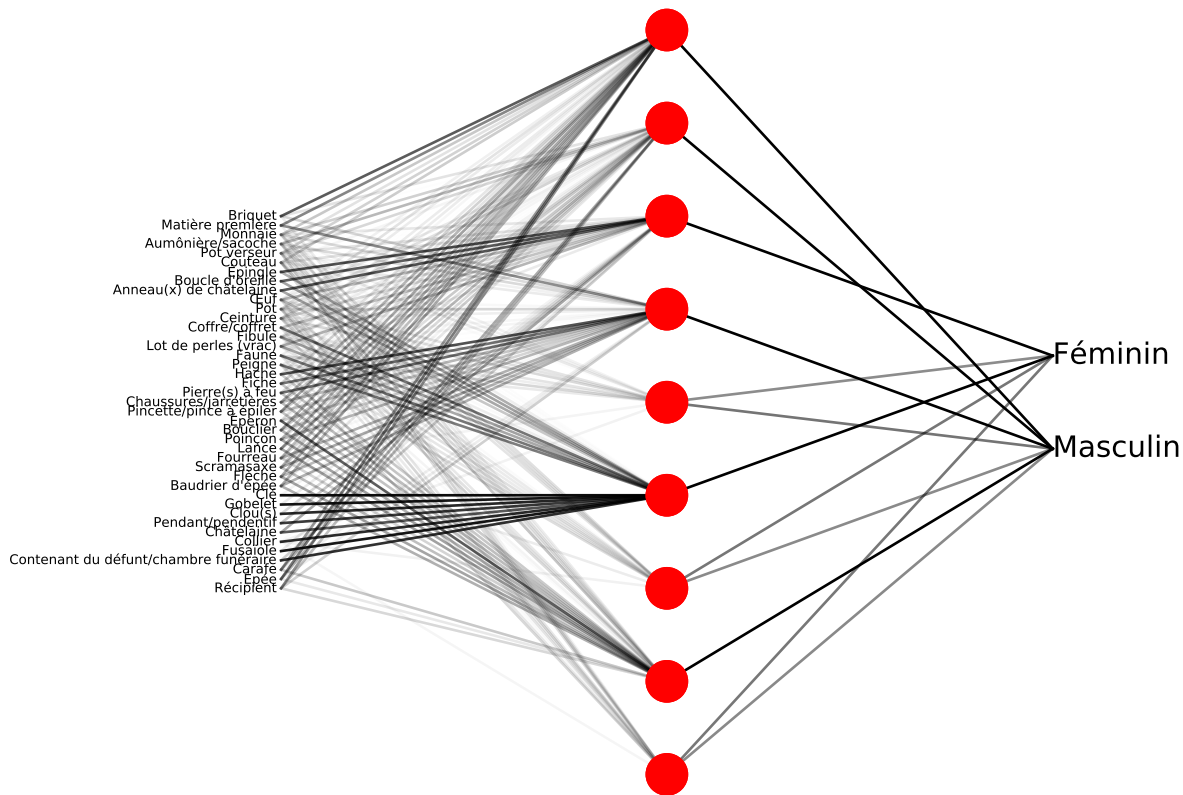 Briquet
Matière première
Monnaie
Aumônière/sacoche
Pot verseur
Couteau
Épingle
Boucle d'oreille
Anneau(x) de châtelaine
Œuf
Pot
Ceinture
Coffre/coffret
Fibule
Lot de perles (vrac)
Faune
Peigne
Hache
Fiche
Pierre(s) à feu
Chaussures/jarretières
Pincette/pince à épiler
Éperon
Bouclier
Poinçon
Lance
Fourreau
Scramasaxe
Flèche
Baudrier d'épée
Clé
Gobelet
Clou(s)
Pendant/pendentif
Châtelaine
Collier
Fusaïole
Contenant du défunt/chambre funéraire
Carafe
Épée
Récipient
Féminin
Masculin